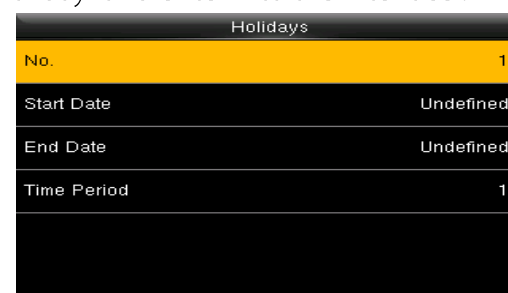 Holidays
No. 1
Start Date Undefined
End Date Undefined
Time Period 1